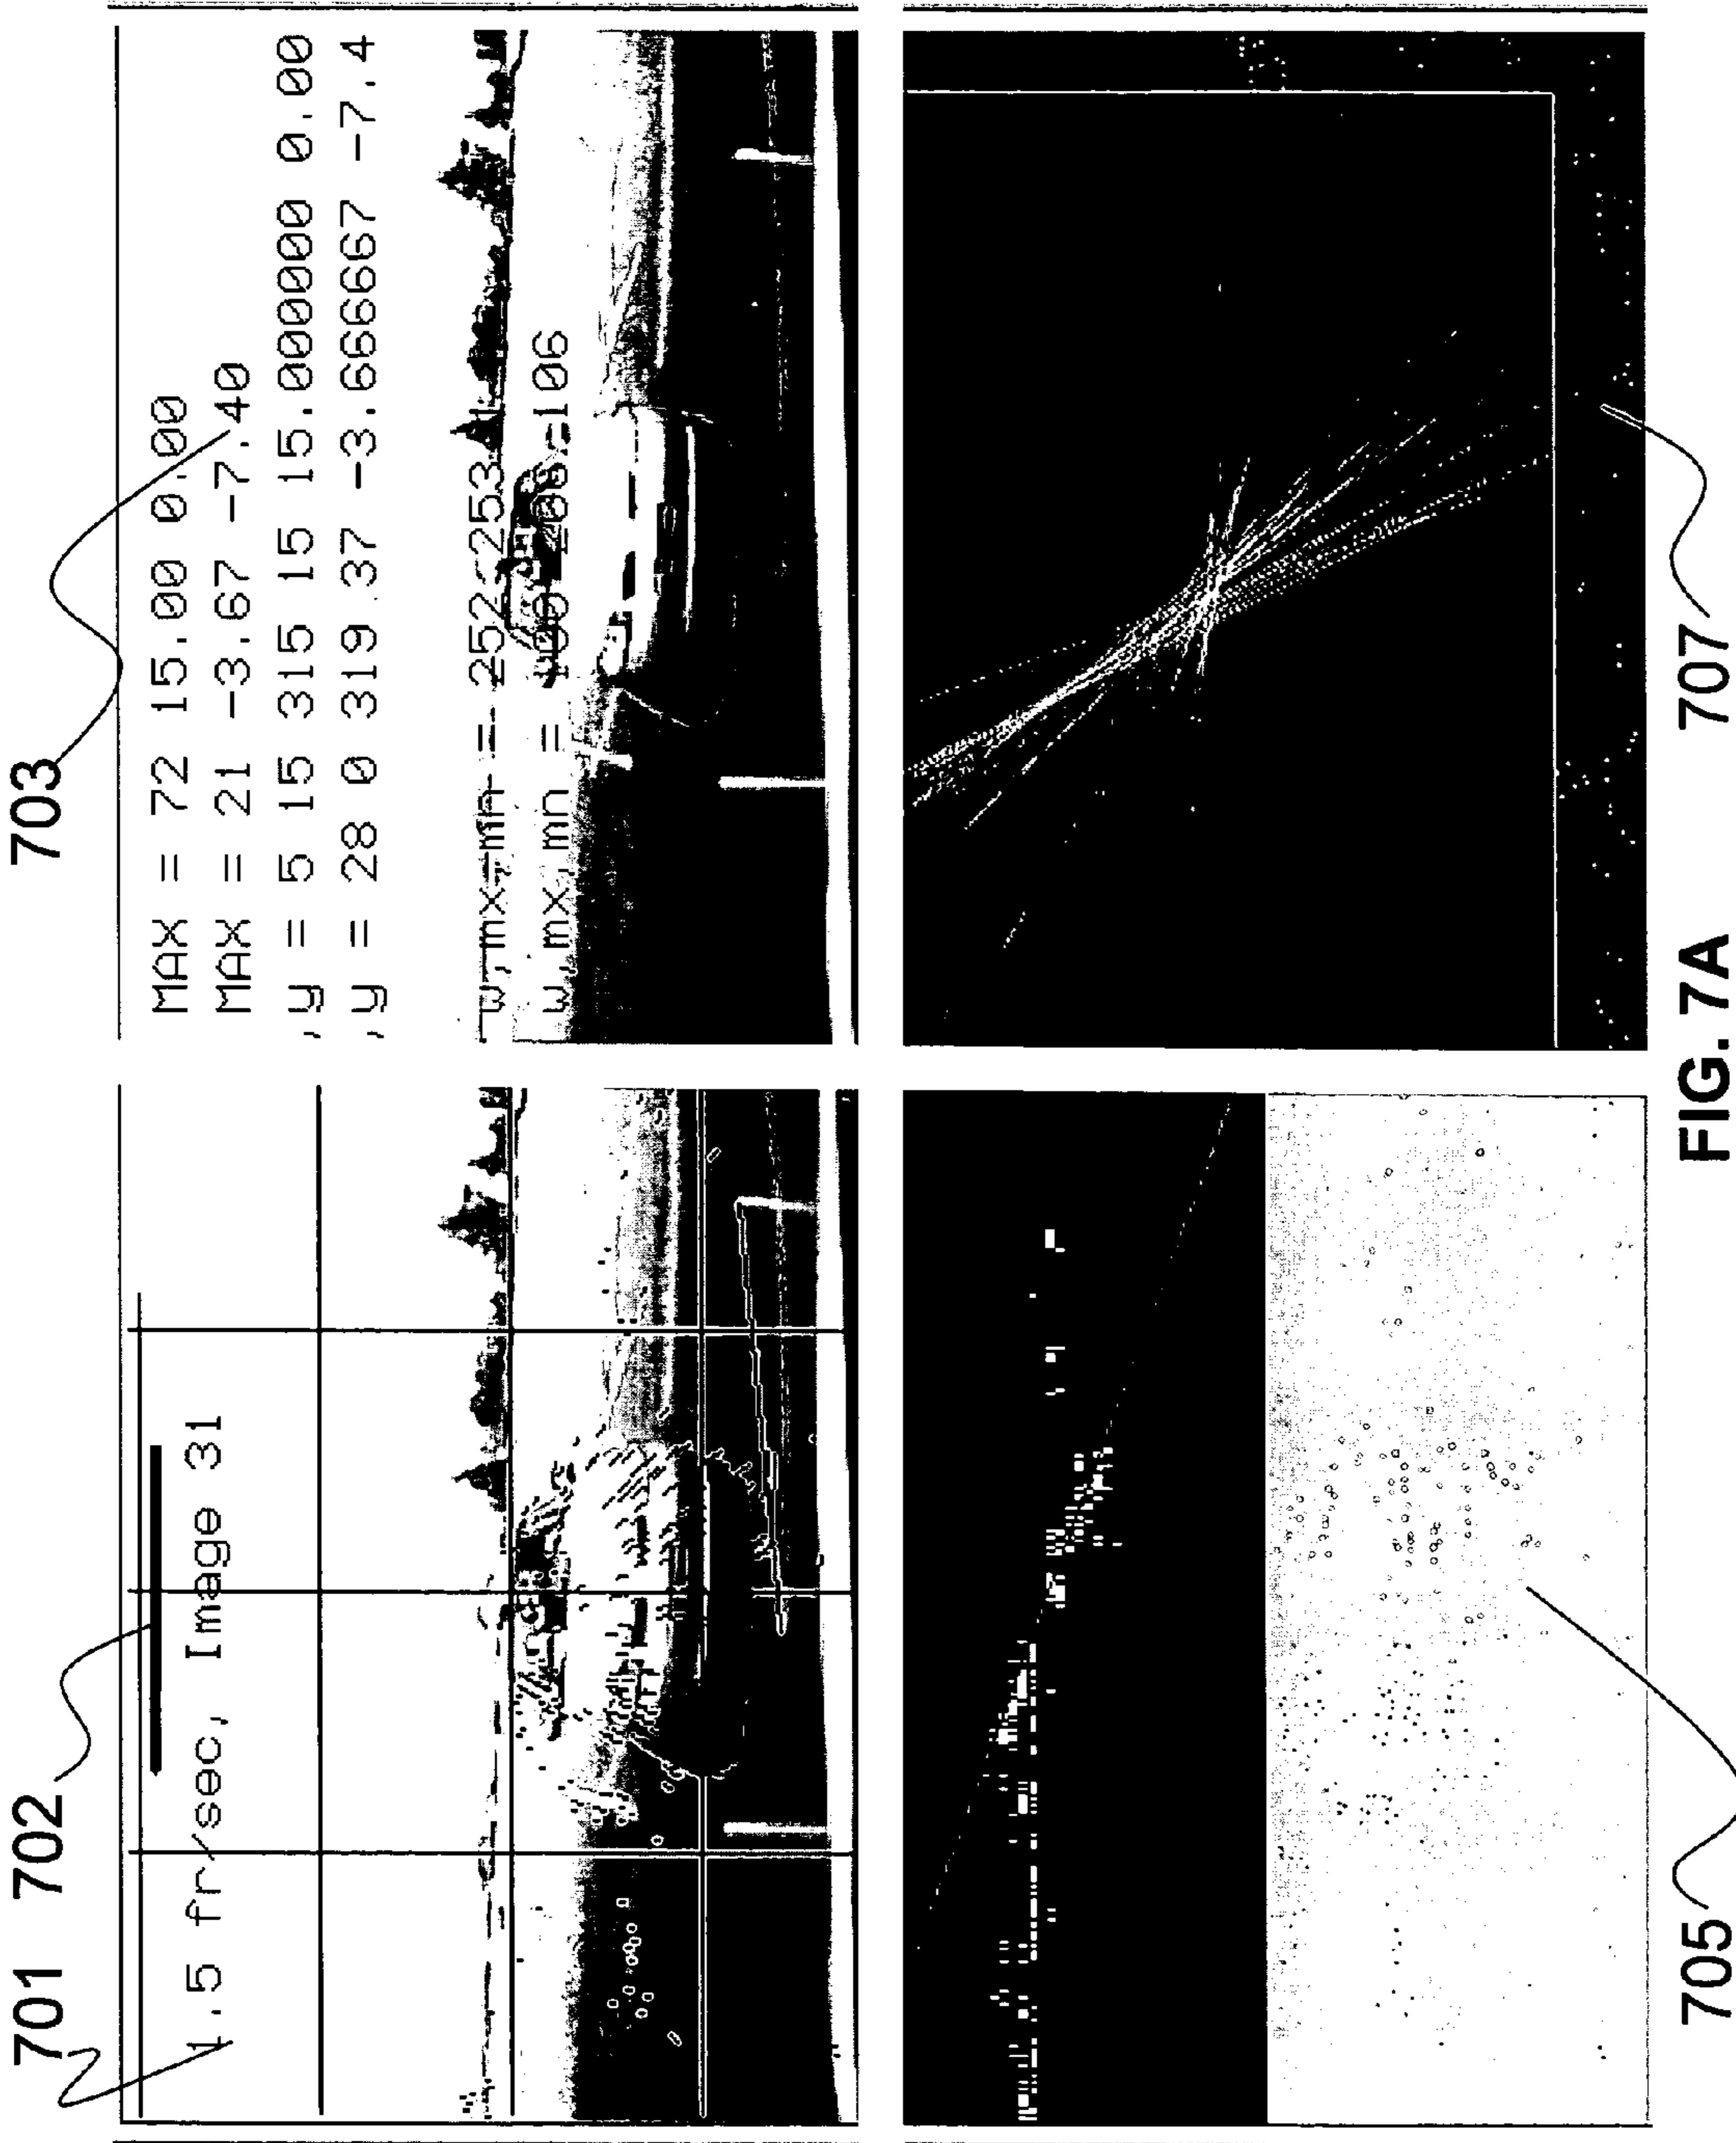 701 702
703
1.5 fr/sec, Image 31
MAX = 72 15.00 0.00
MAX = 21 -3.67 -7.40
,y = 5 15 315 15 15.000000 0.00
,y = 28 0 319 37 -3.666667 -7.4
w,mx,mn = 252 253
w,mx,mn = 106
705
707
FIG. 7A